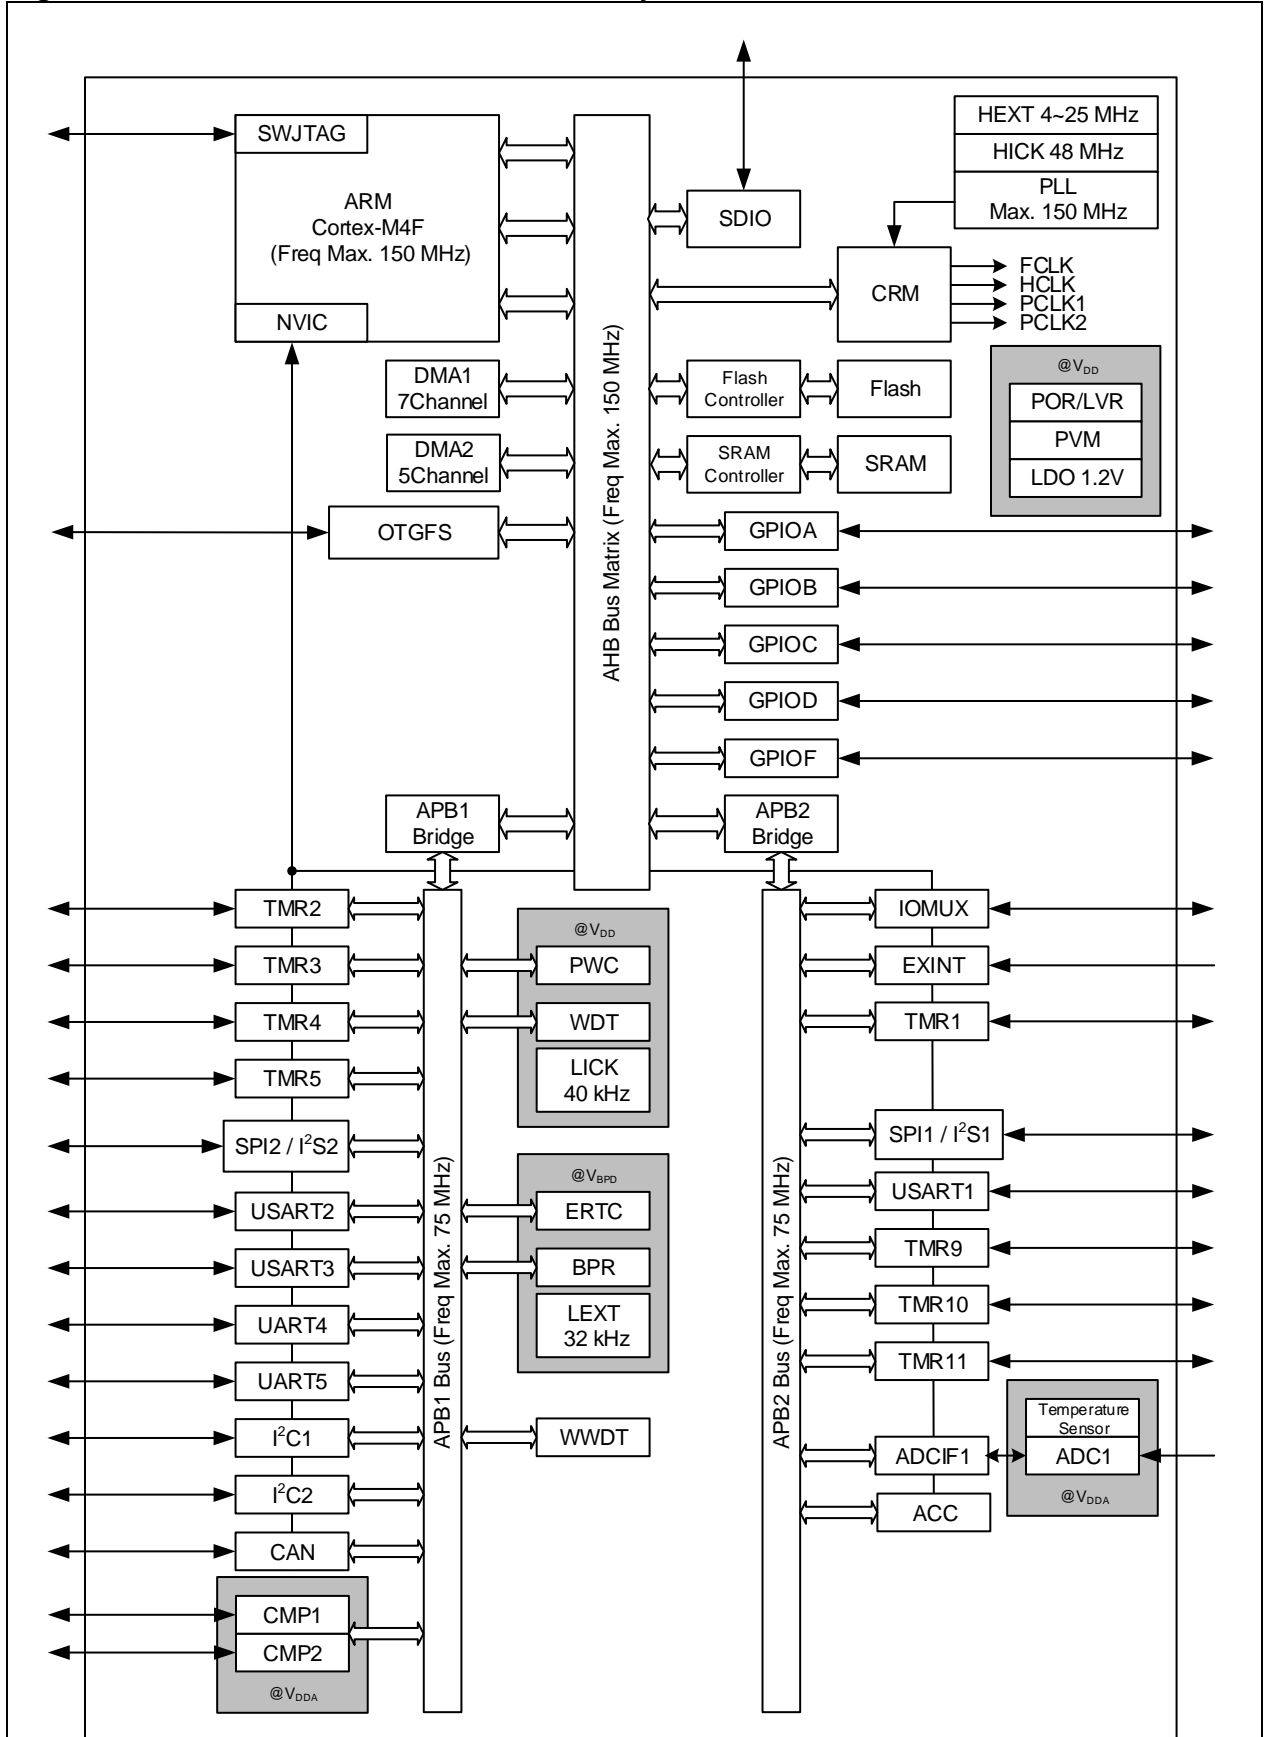 SWJTAG
ARM
Cortex-M4F
(Freq Max. 150 MHz)
NVIC
HEXT 4~25 MHz
HICK 48 MHz
PLL
Max. 150 MHz
SDIO
CRM
FCLK
HCLK
PCLK1
PCLK2
DMA1
7Channel
DMA2
5Channel
OTGFS
AHB Bus Matrix (Freq Max. 150 MHz)
Flash
Controller
Flash
SRAM
Controller
SRAM
@VDD
POR/LVR
PVM
LDO 1.2V
GPIOA
GPIOB
GPIOC
GPIOD
GPIOF
APB1
Bridge
APB2
Bridge
TMR2
TMR3
TMR4
TMR5
SPI2 / I²S2
USART2
USART3
UART4
UART5
I²C1
I²C2
CAN
CMP1
CMP2
@VDDA
APB1 Bus (Freq Max. 75 MHz)
@VDD
PWC
WDT
LICK
40 kHz
@VBPD
ERTC
BPR
LEXT
32 kHz
WWDT
APB2 Bus (Freq Max. 75 MHz)
IOMUX
EXINT
TMR1
SPI1 / I²S1
USART1
TMR9
TMR10
TMR11
ADCIF1
ACC
Temperature
Sensor
ADC1
@VDDA